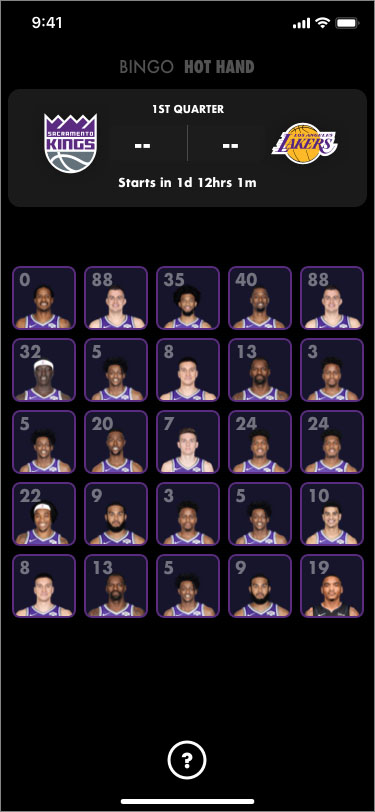 9:41
BINGO HOT HAND
1ST QUARTER
SACRAMENTO
KINGS
-- --
LOS ANGELES
LAKERS
Starts in 1d 12hrs 1m
0 88 35 40 88
32 5 8 13 3
5 20 7 24 24
22 9 3 5 10
8 13 5 9 19
?